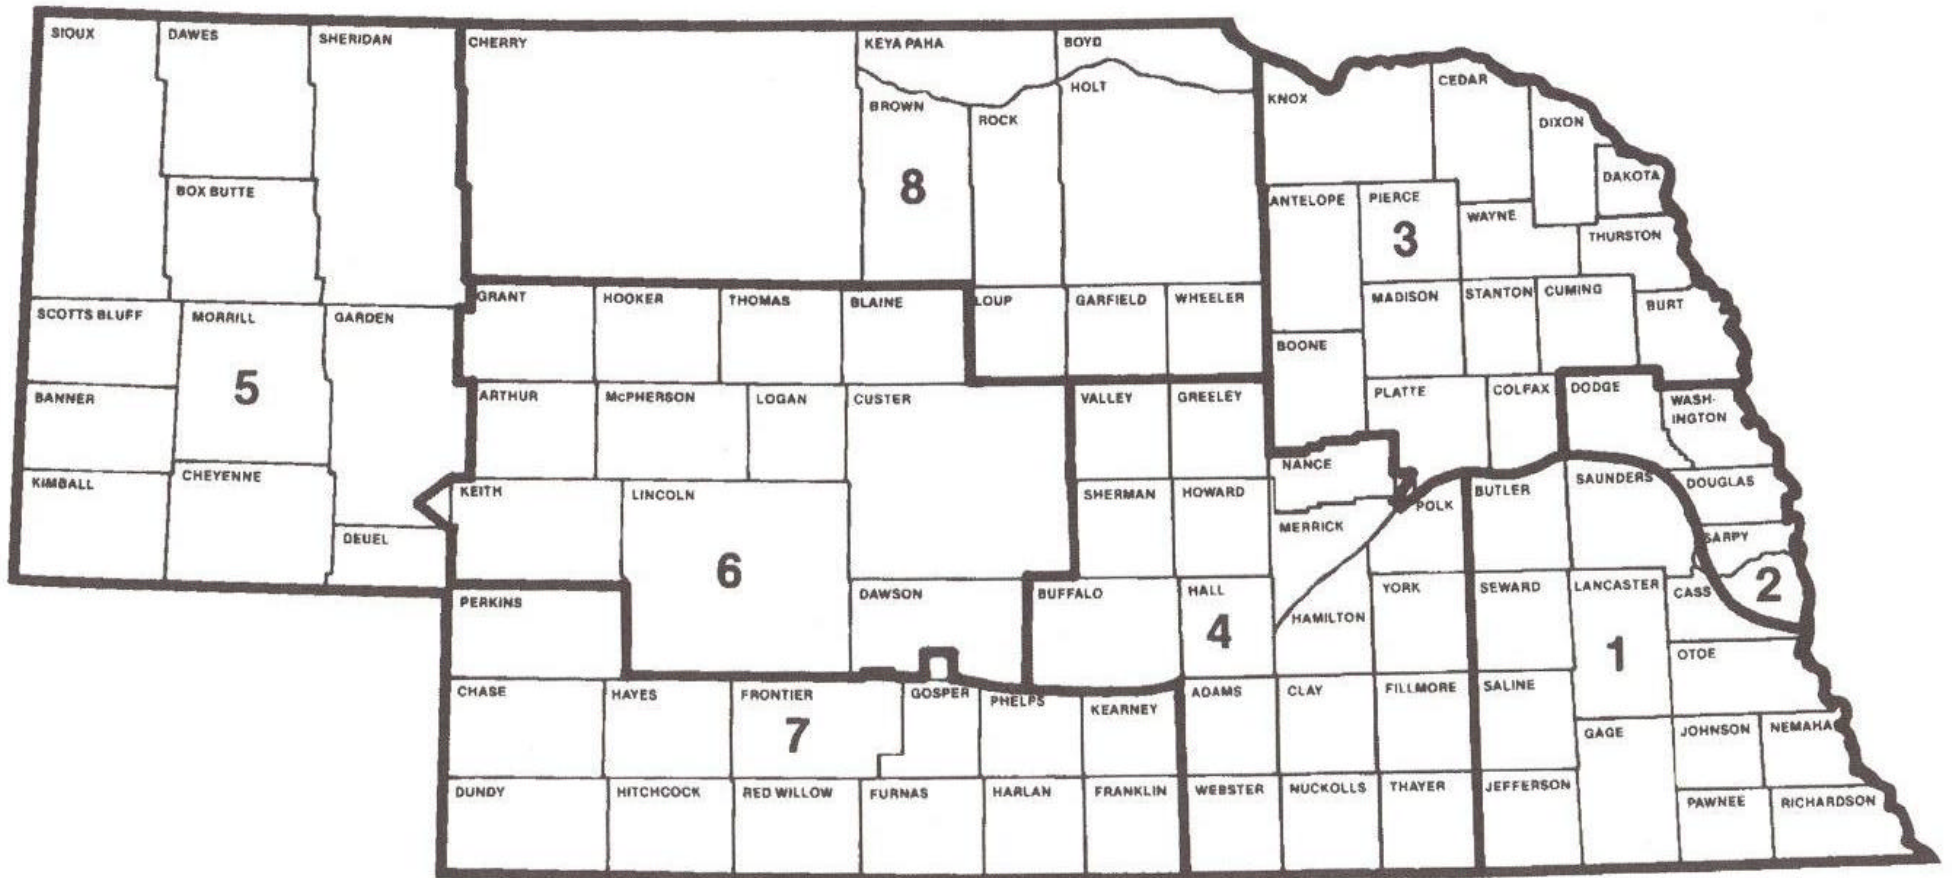 SIOUX
DAWES
SHERIDAN
CHERRY
KEYA PAHA
BOYD
KNOX
CEDAR
DIXON
DAKOTA
HOLT
BROWN
ROCK
8
BOX BUTTE
ANTELOPE
PIERCE
3
WAYNE
THURSTON
SCOTTS BLUFF
MORRILL
GARDEN
GRANT
HOOKER
THOMAS
BLAINE
LOUP
GARFIELD
WHEELER
MADISON
STANTON
CUMING
BURT
BOONE
5
BANNER
ARTHUR
McPHERSON
LOGAN
CUSTER
VALLEY
GREELEY
PLATTE
COLFAX
DODGE
WASH-
INGTON
KIMBALL
CHEYENNE
KEITH
LINCOLN
SHERMAN
HOWARD
NANCE
MERRICK
POLK
BUTLER
SAUNDERS
DOUGLAS
SARPY
DEUEL
6
PERKINS
DAWSON
BUFFALO
HALL
4
HAMILTON
YORK
SEWARD
LANCASTER
1
CASS
2
OTOE
CHASE
HAYES
FRONTIER
7
GOSPER
PHELPS
KEARNEY
ADAMS
CLAY
FILLMORE
SALINE
GAGE
JOHNSON
NEMAHA
DUNDY
HITCHCOCK
RED WILLOW
FURNAS
HARLAN
FRANKLIN
WEBSTER
NUCKOLLS
THAYER
JEFFERSON
PAWNEE
RICHARDSON